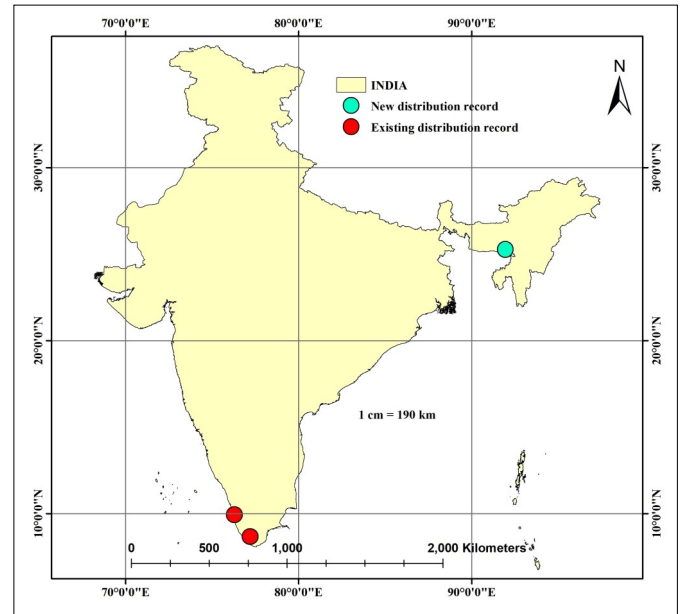 70°0'0"E 80°0'0"E 90°0'0"E
N
INDIA
New distribution record
Existing distribution record
30°0'0"N 30°0'0"N
20°0'0"N 20°0'0"N
1 cm = 190 km
10°0'0"N 10°0'0"N
0 500 1,000 2,000 Kilometers
70°0'0"E 80°0'0"E 90°0'0"E